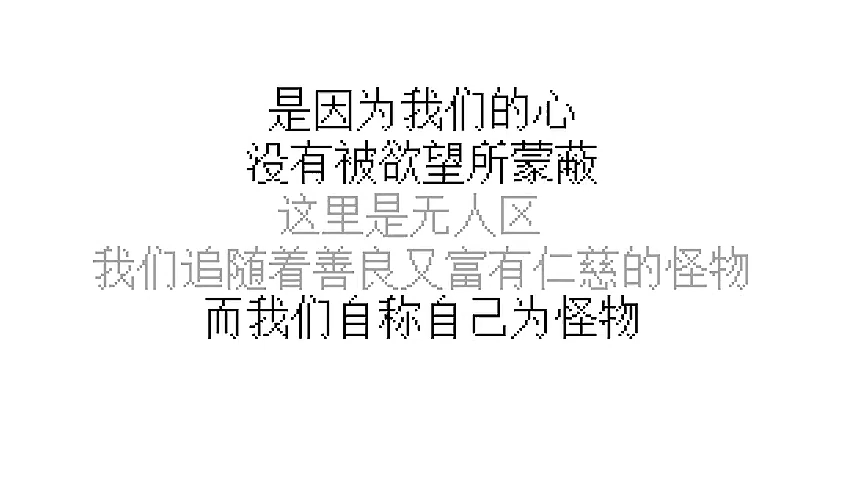 是因为我们的心
没有被欲望所蒙蔽
这里是无人区
我们追随着善良又富有仁慈的怪物
而我们自称自己为怪物